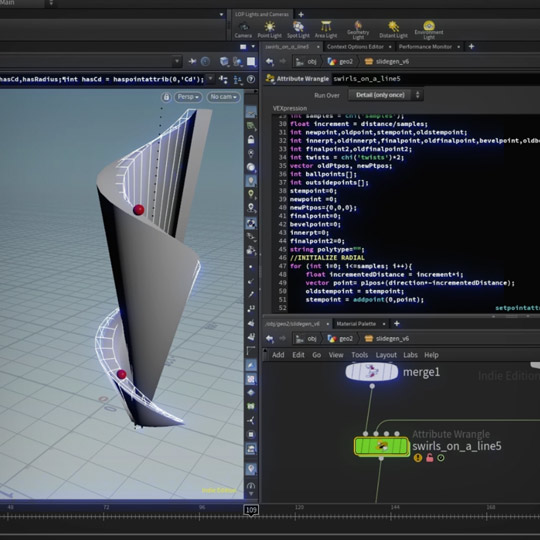 Main
LOP Lights and Cameras
Camera Point Light Spot Light Area Light Geometry Light Distant Light Environment Light
swirls_on_a_line5 Context Options Editor Performance Monitor
obj geo2 slidegen_v6
hasCd,hasRadius;¶int hasCd = haspointattrib(0,'Cd');
Attribute Wrangle swirls_on_a_line5
Run Over Detail (only once)
VEXpression
Persp No cam
29 int samples = chi('samples');
30 float increment = distance/samples;
31 int newpoint,oldpoint,stempoint,oldstempoint;
32 int innerpt,oldinnerpt,finalpoint,oldfinalpoint,bevelpoint,oldb
33 int finalpoint2,oldfinalpoint2;
34 int twists = chi('twists')*2;
35 vector oldPtpos, newPtpos;
36 int ballpoints[];
37 int outsidepoints[];
38 stempoint=0;
39 newpoint =0;
40 newPtpos={0,0,0};
41 finalpoint=0;
42 bevelpoint=0;
43 innerpt=0;
44 finalpoint2=0;
45 string polytype="";
46 //INITIALIZE RADIAL
47 for (int i=0; i<=samples; i++){
48 float incrementedDistance = increment*i;
49 vector point= p1pos+(direction*-incrementedDistance);
50 oldstempoint = stempoint;
51 stempoint = addpoint(0,point);
52 setpointatt
/obj/geo2/slidegen_v6 Material Palette
obj geo2 slidegen_v6
Add Edit Go View Tools Layout Labs Help
merge1
Indie Edition
Attribute Wrangle
swirls_on_a_line5
Indie Edition
48 72 96 109 120 144 168